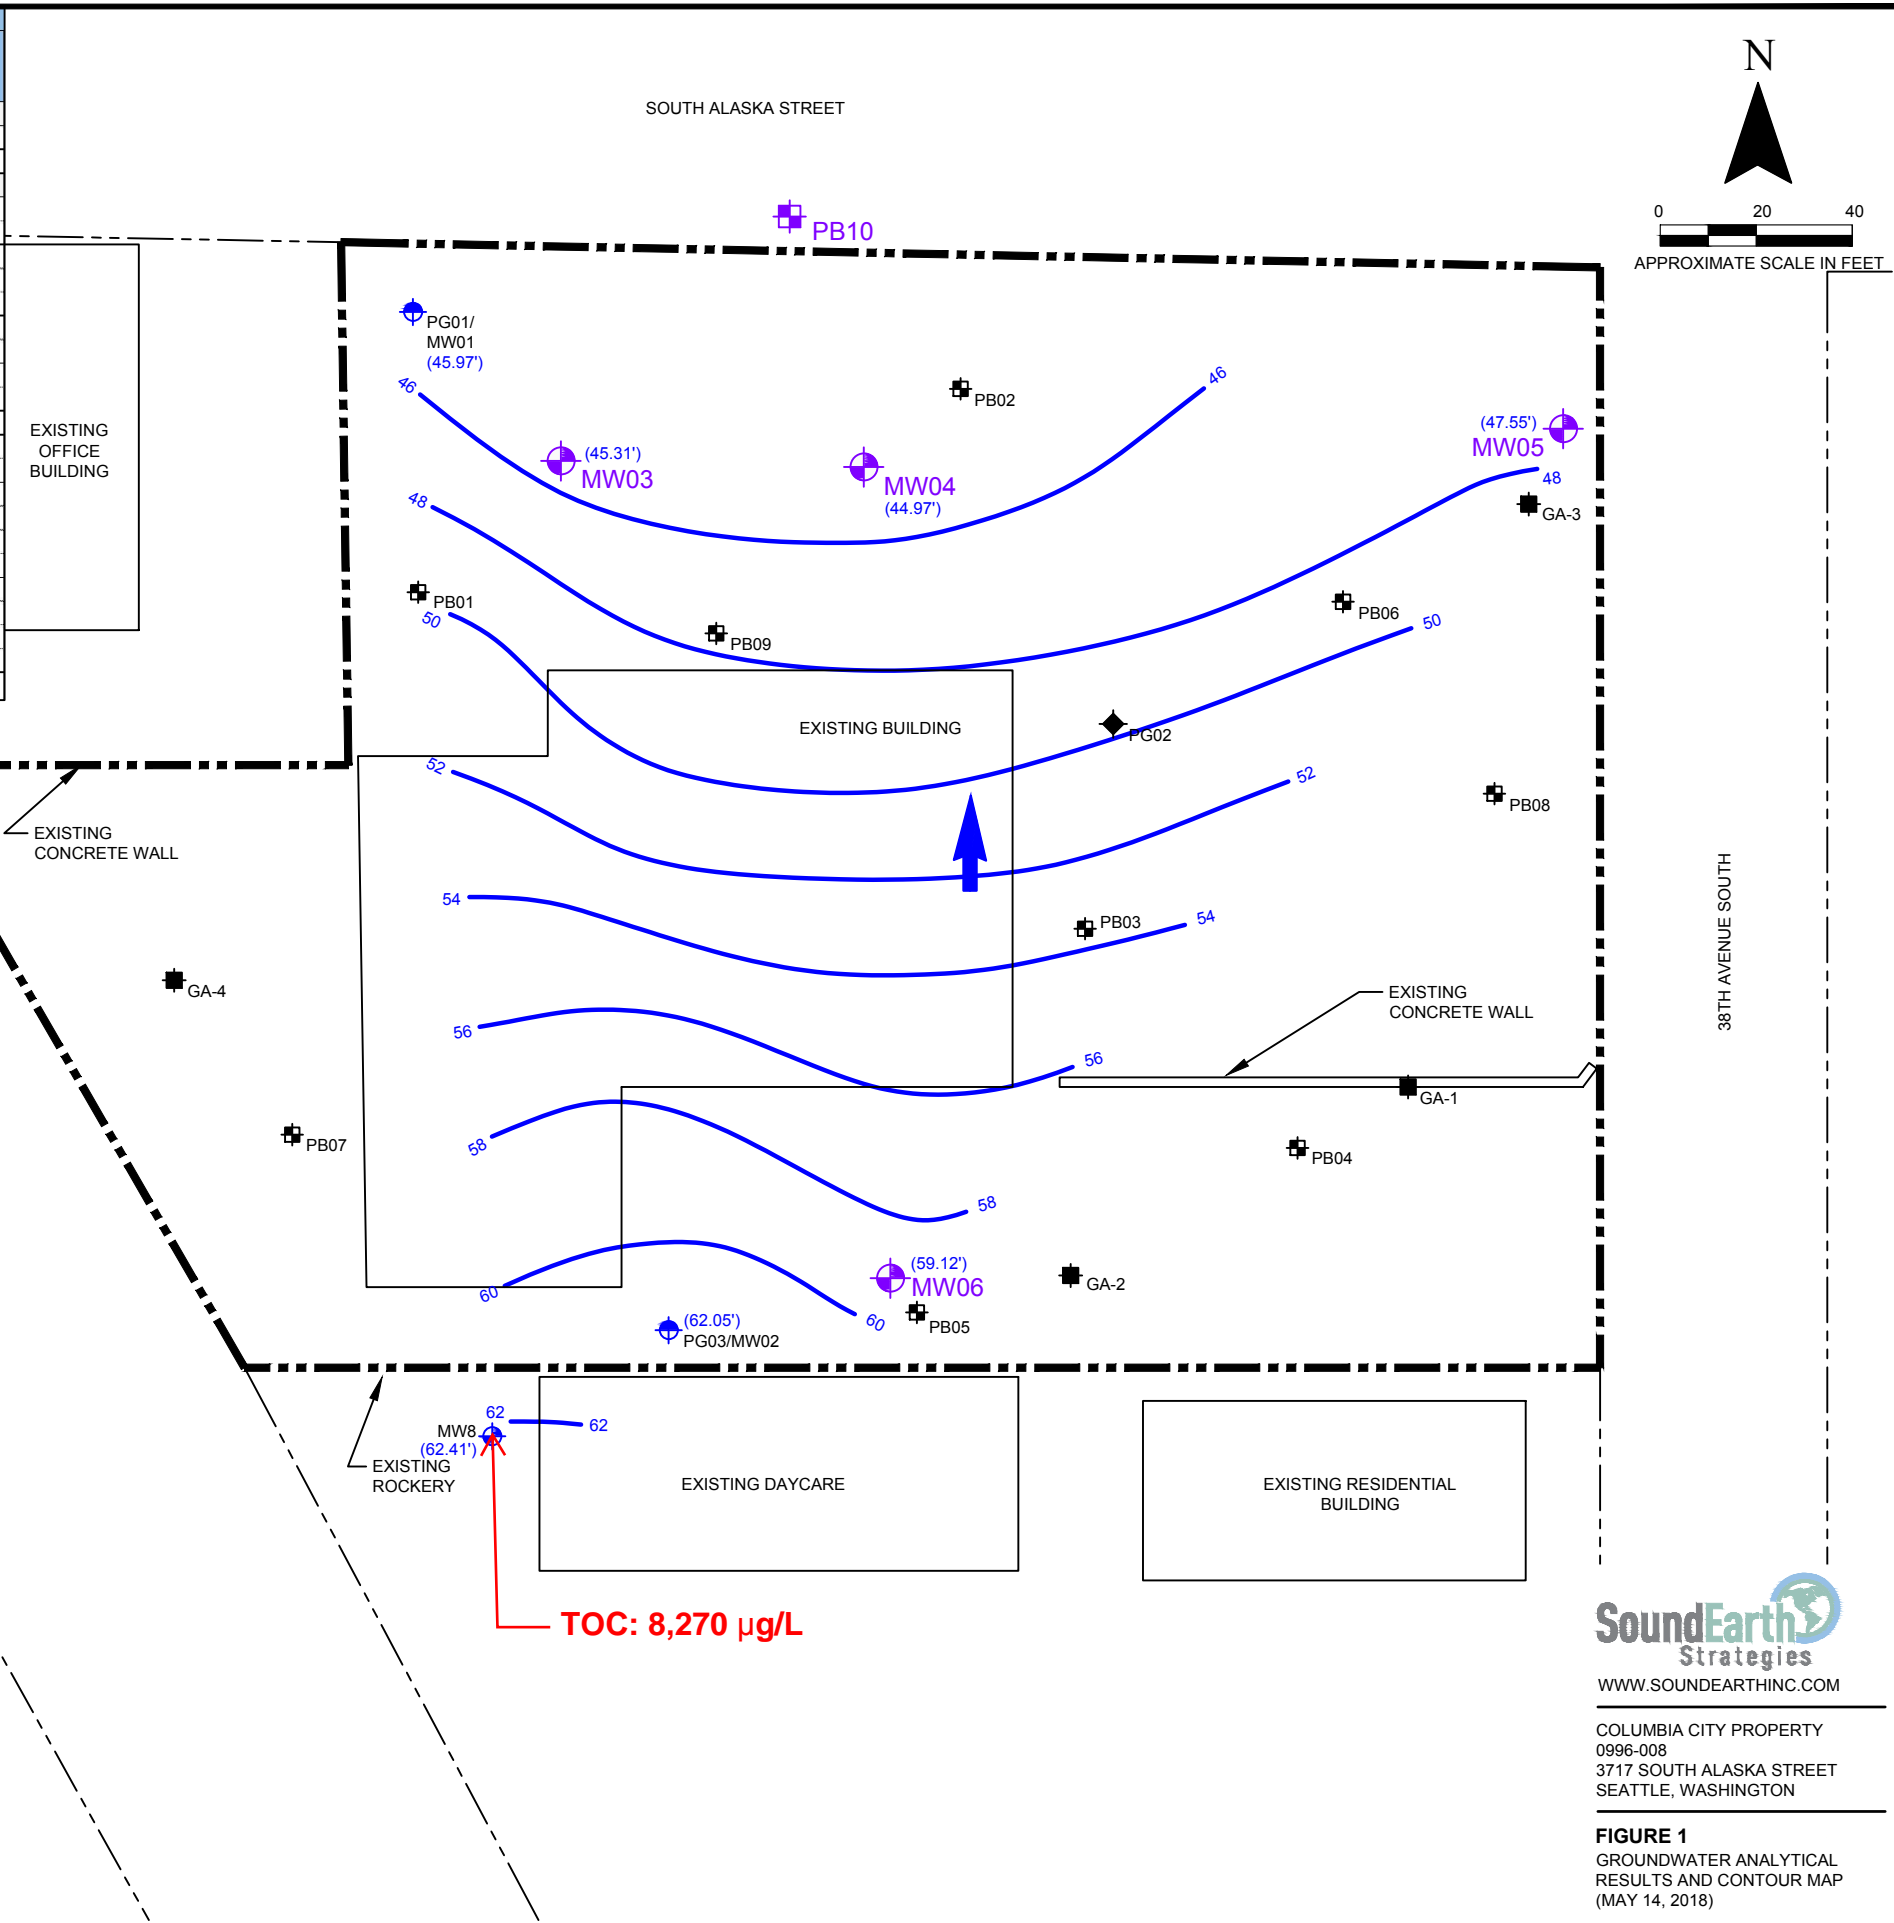 N
SOUTH ALASKA STREET
0 20 40
APPROXIMATE SCALE IN FEET
PB10
PG01/
MW01
(45.97')
46
46
PB02
(47.55')
MW05
EXISTING
OFFICE
BUILDING
(45.31')
MW03
MW04
(44.97')
48
48
GA-3
PB01
50
PB09
PB06
50
EXISTING BUILDING
PG02
52
52
PB08
EXISTING
CONCRETE WALL
54
PB03
54
38TH AVENUE SOUTH
GA-4
EXISTING
CONCRETE WALL
56
56
GA-1
PB07
58
PB04
58
(59.12')
MW06
GA-2
60
60
(62.05')
PG03/MW02
PB05
62
62
MW8
(62.41')
EXISTING
ROCKERY
EXISTING DAYCARE
EXISTING RESIDENTIAL
BUILDING
TOC: 8,270 µg/L
SoundEarth
Strategies
WWW.SOUNDEARTHINC.COM
COLUMBIA CITY PROPERTY
0996-008
3717 SOUTH ALASKA STREET
SEATTLE, WASHINGTON
FIGURE 1
GROUNDWATER ANALYTICAL
RESULTS AND CONTOUR MAP
(MAY 14, 2018)